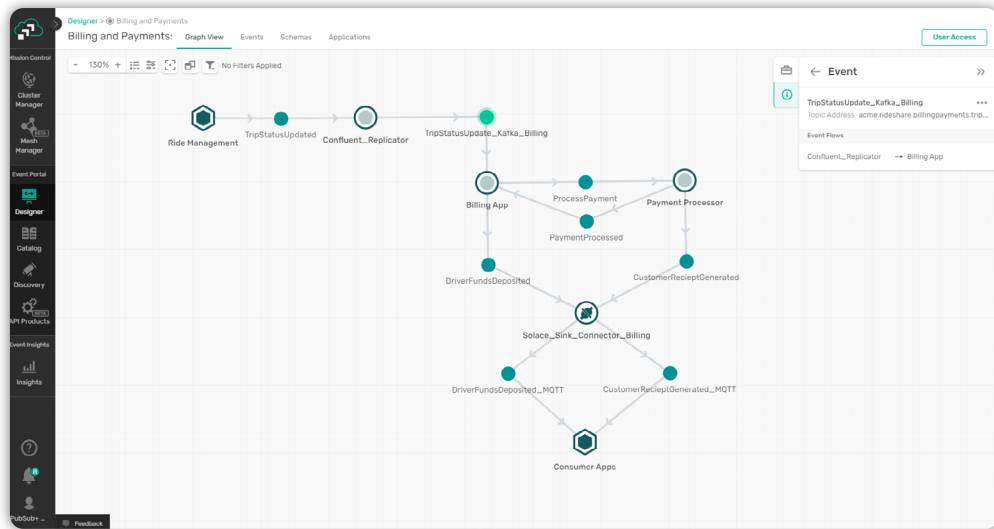 Designer > Billing and Payments
Billing and Payments: Graph View Events Schemas Applications
User Access
- 130% + No Filters Applied
Mission Control
Cluster
Manager
BETA
Mesh
Manager
Event Portal
Designer
Catalog
Discovery
BETA
API Products
Event Insights
Insights
8
PubSub+ ...
Feedback
Ride Management
TripStatusUpdated
Confluent_Replicator
TripStatusUpdate_Kafka_Billing
Billing App
ProcessPayment
Payment Processor
PaymentProcessed
DriverFundsDeposited
CustomerRecieptGenerated
Solace_Sink_Connector_Billing
DriverFundsDeposited_MQTT
CustomerRecieptGenerated_MQTT
Consumer Apps
Event
TripStatusUpdate_Kafka_Billing
Topic Address acme.rideshare.billingpayments.trip...
Event Flows
Confluent_Replicator → Billing App